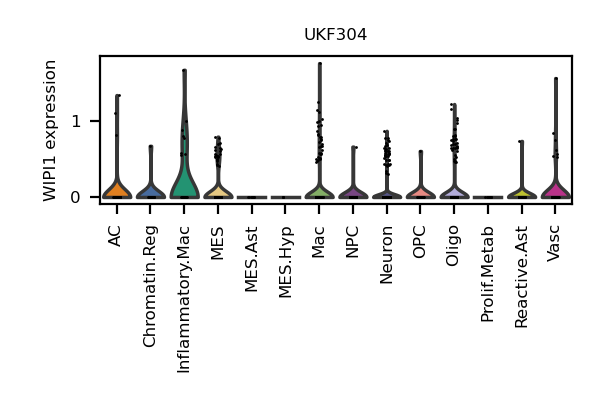 UKF304
WIPI1 expression
1
0
AC
Chromatin.Reg
Inflammatory.Mac
MES
MES.Ast
MES.Hyp
Mac
NPC
Neuron
OPC
Oligo
Prolif.Metab
Reactive.Ast
Vasc